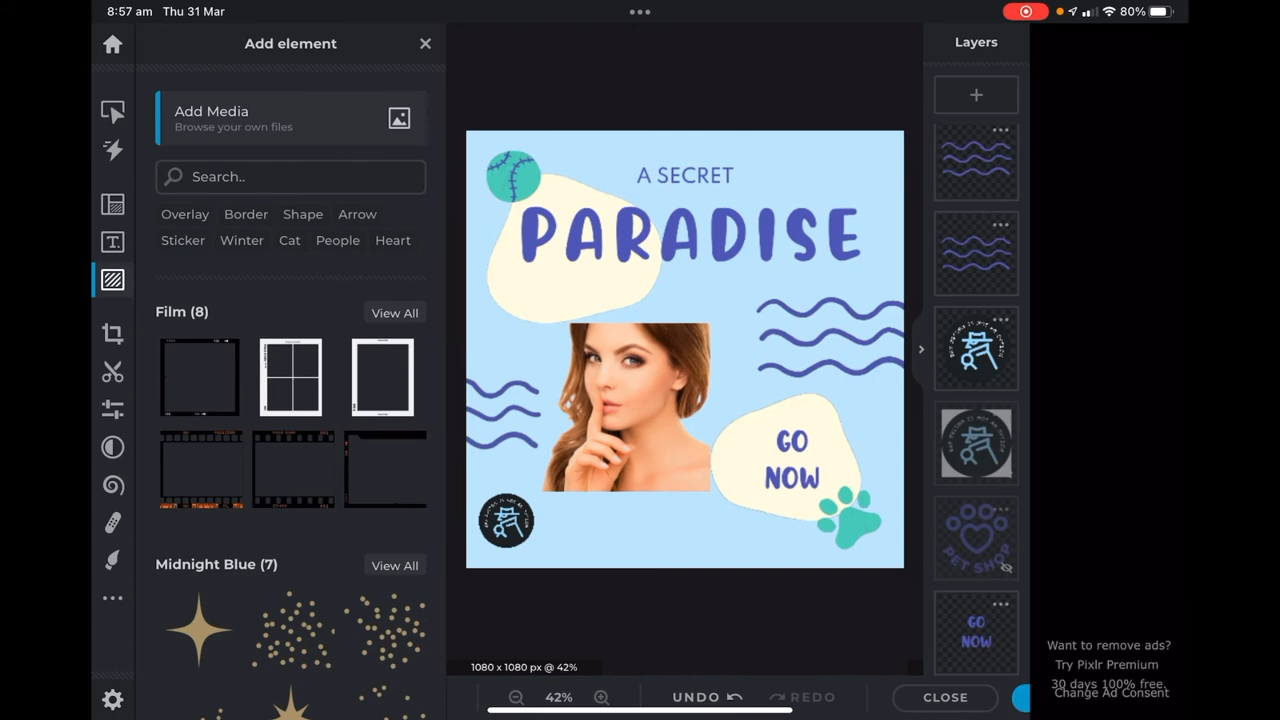 8:57 am Thu 31 Mar
80%
Add element
Add Media
Browse your own files
Search..
Overlay Border Shape Arrow
Sticker Winter Cat People Heart
Film (8)
View All
Midnight Blue (7)
View All
A SECRET
PARADISE
GO
NOW
1080 x 1080 px @ 42%
42%
UNDO
REDO
CLOSE
Layers
PET SHOP
GO
NOW
Want to remove ads?
Try Pixlr Premium
30 days 100% free.
Change Ad Consent